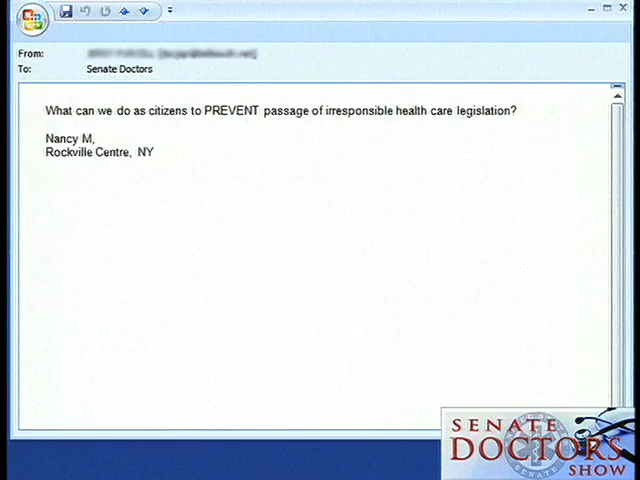 From:
To: Senate Doctors
What can we do as citizens to PREVENT passage of irresponsible health care legislation?
Nancy M,
Rockville Centre, NY
SENATE
DOCTORS
SHOW
SENATE